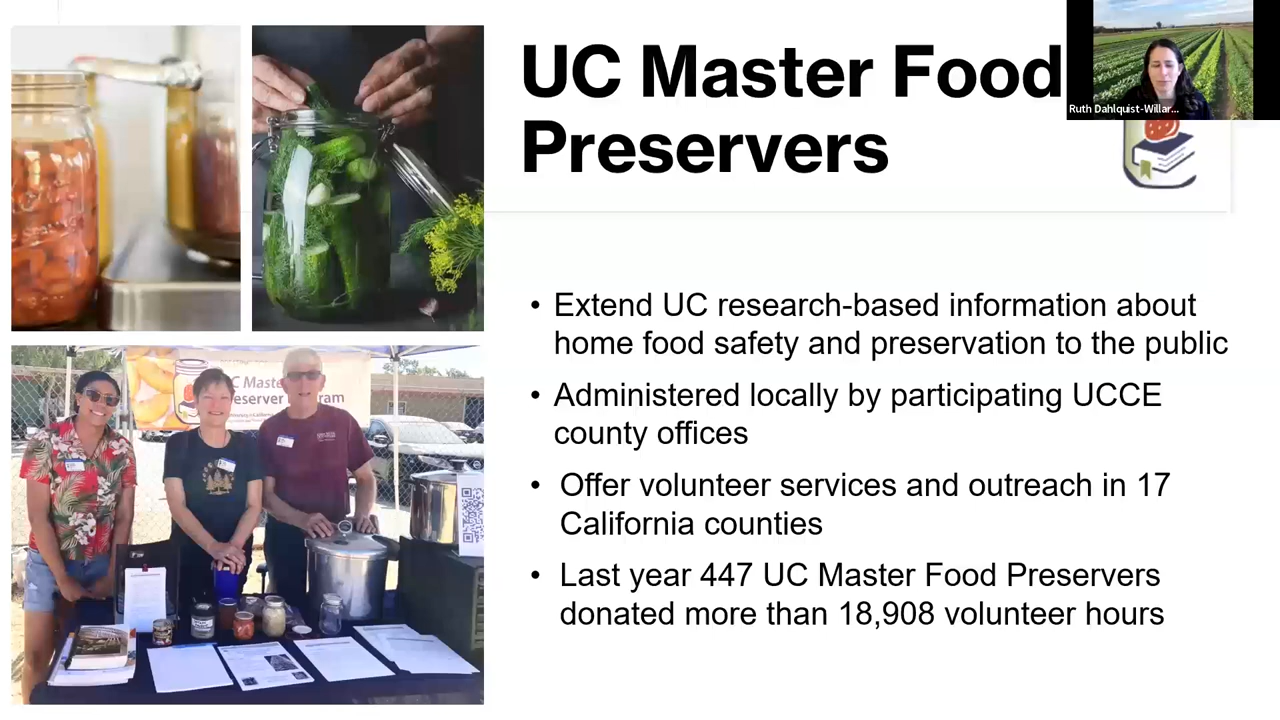 UC Master Food
Preservers
Ruth Dahlquist-Willar...
• Extend UC research-based information about
home food safety and preservation to the public
• Administered locally by participating UCCE
county offices
• Offer volunteer services and outreach in 17
California counties
• Last year 447 UC Master Food Preservers
donated more than 18,908 volunteer hours